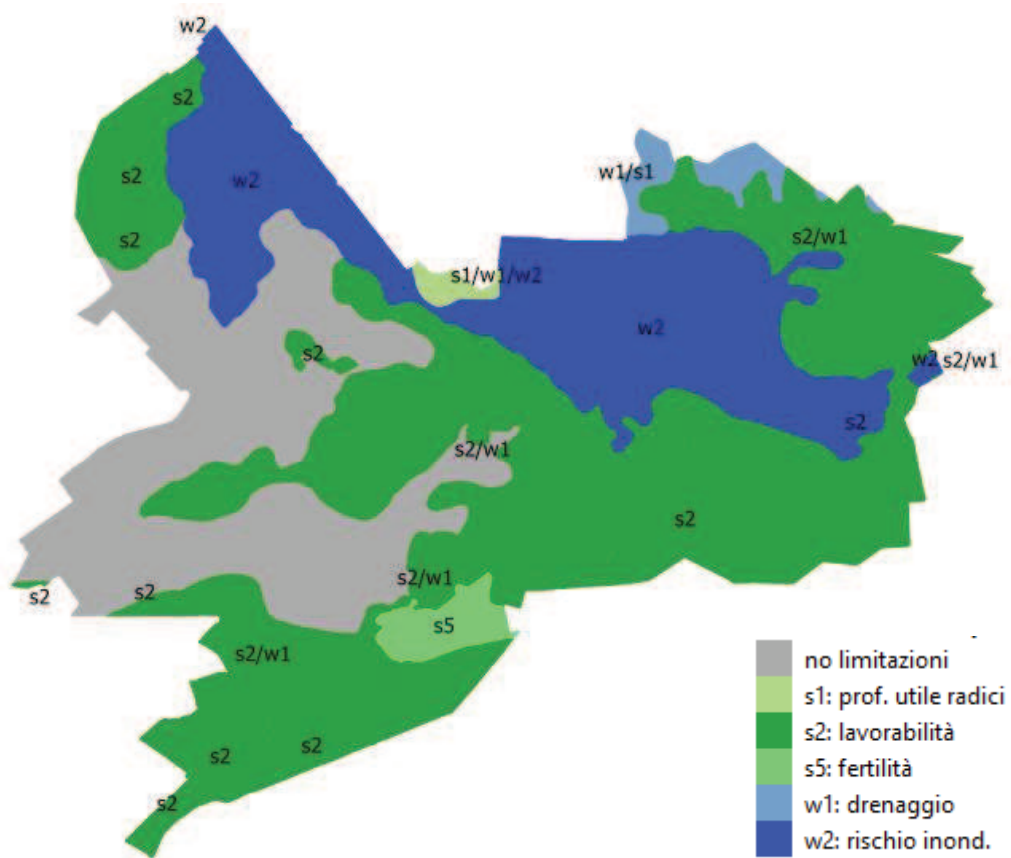 w2
s2
s2
w2
w1/s1
s2
s2/w1
s1/w1/w2
w2
s2
w2 s2/w1
s2
s2/w1
s2
s2/w1
s2
s2
s5
s2/w1
s2
s2
s2
no limitazioni
s1: prof. utile radici
s2: lavorabilità
s5: fertilità
w1: drenaggio
w2: rischio inond.